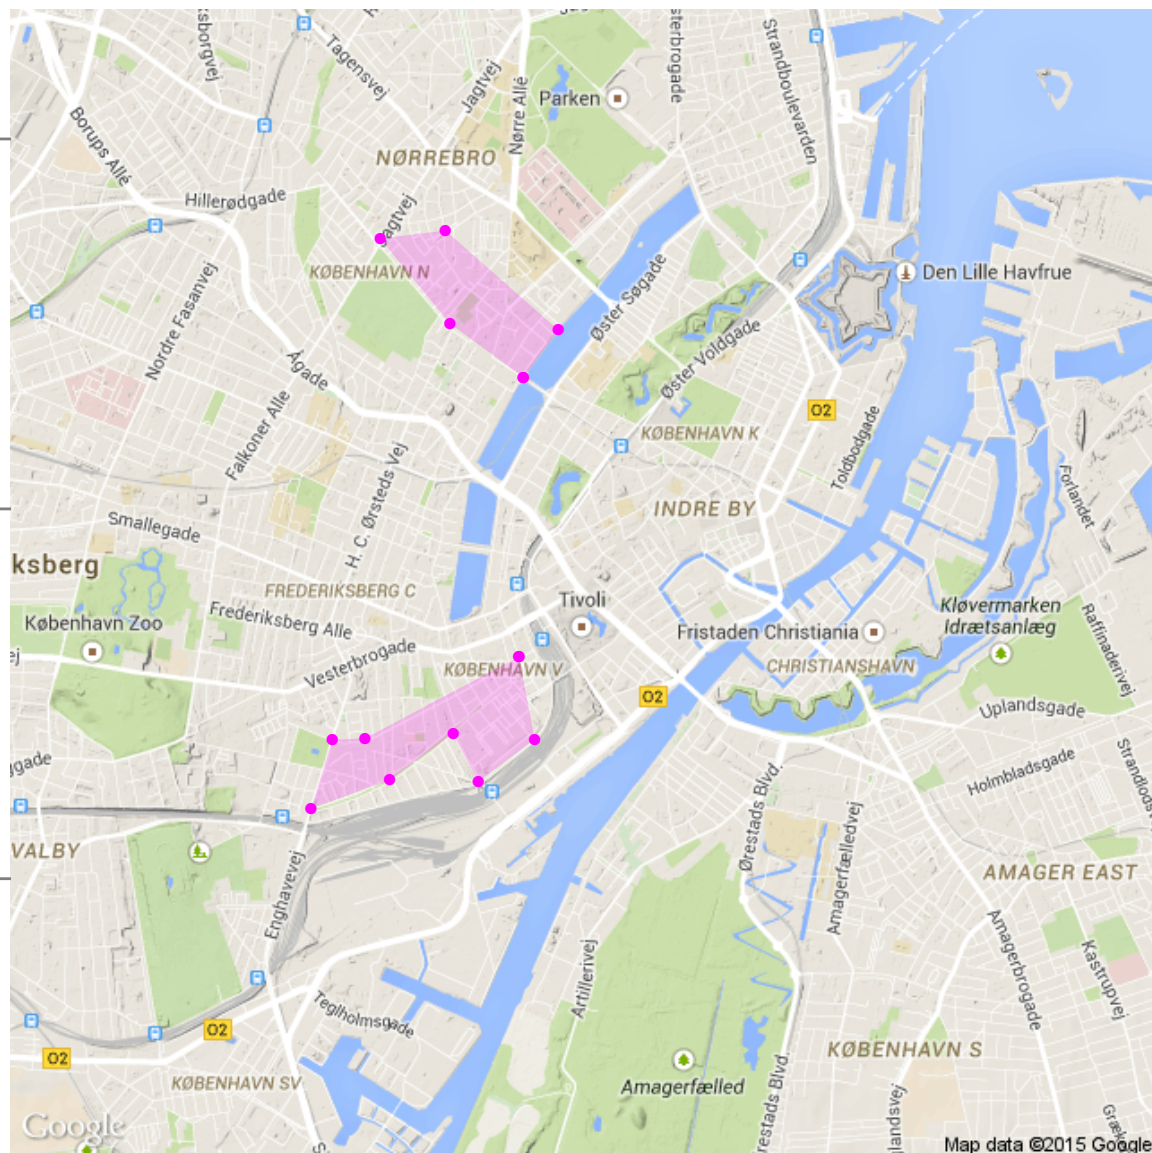 Tagensvej
Jagtvej
Nørre Allé
Parken
Strandboulevarden
Borups Allé
NØRREBRO
Hillerødgade
KØBENHAVN N
Øster Søgade
Den Lille Havfrue
Nordre Fasanvej
Øster Voldgade
Ågade
Falkoner Alle
O2
KØBENHAVN K
Toldbodgade
H. C. Ørsteds Vej
Forlandet
INDRE BY
Smallegade
ksberg
FREDERIKSBERG C
Tivoli
Kløvermarken
Idrætsanlæg
København Zoo
Frederiksberg Alle
Fristaden Christiania
Raffinaderivej
Vesterbrogade
KØBENHAVN V
CHRISTIANSHAVN
O2
Uplandsgade
Holmbladsgade
Ørestads Blvd.
VALBY
Enghavevej
Amagerfælledvej
AMAGER EAST
Artillerivej
Amagerbrogade
Kastrupvej
Teglholmsgade
O2
O2
KØBENHAVN SV
Amagerfælled
KØBENHAVN S
Google
Map data ©2015 Google